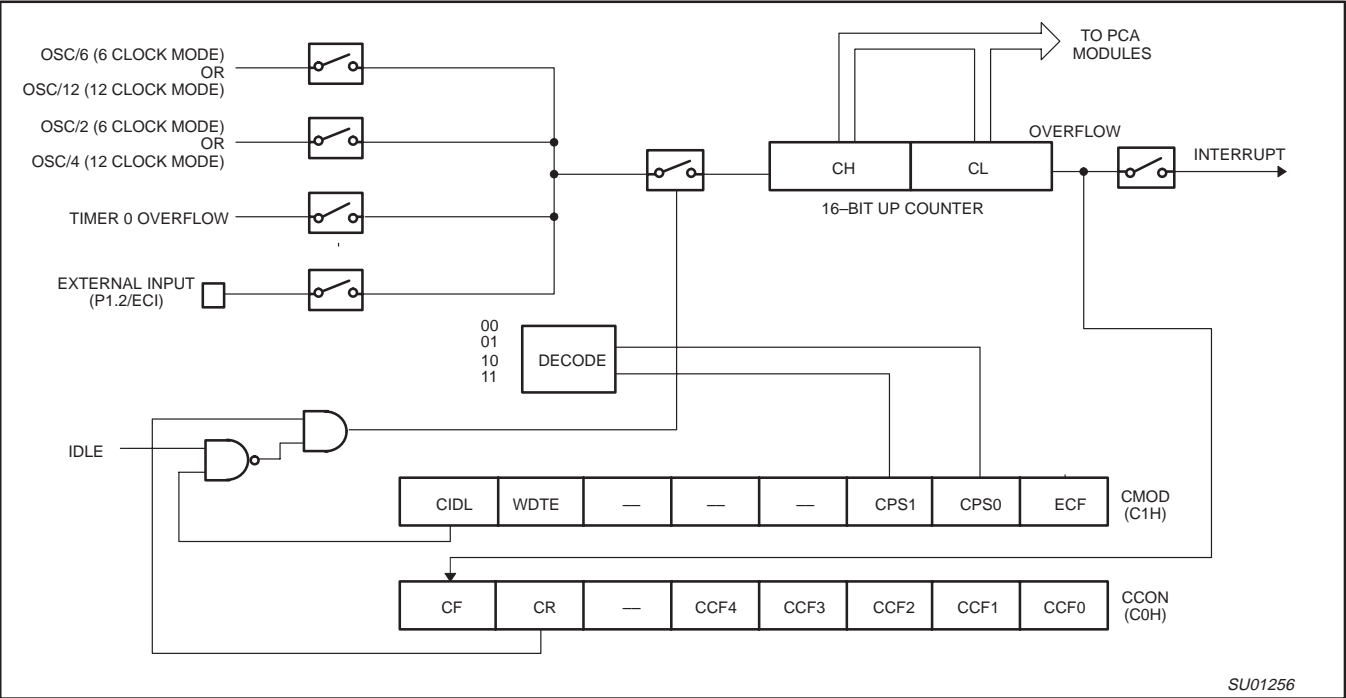 OSC/6 (6 CLOCK MODE)
OR
OSC/12 (12 CLOCK MODE)
OSC/2 (6 CLOCK MODE)
OR
OSC/4 (12 CLOCK MODE)
TIMER 0 OVERFLOW
EXTERNAL INPUT
(P1.2/ECI)
TO PCA
MODULES
OVERFLOW
INTERRUPT
CH CL
16–BIT UP COUNTER
00
01
10
11
DECODE
IDLE
CIDL WDTE –– –– –– CPS1 CPS0 ECF
CMOD
(C1H)
CF CR –– CCF4 CCF3 CCF2 CCF1 CCF0
CCON
(C0H)
SU01256